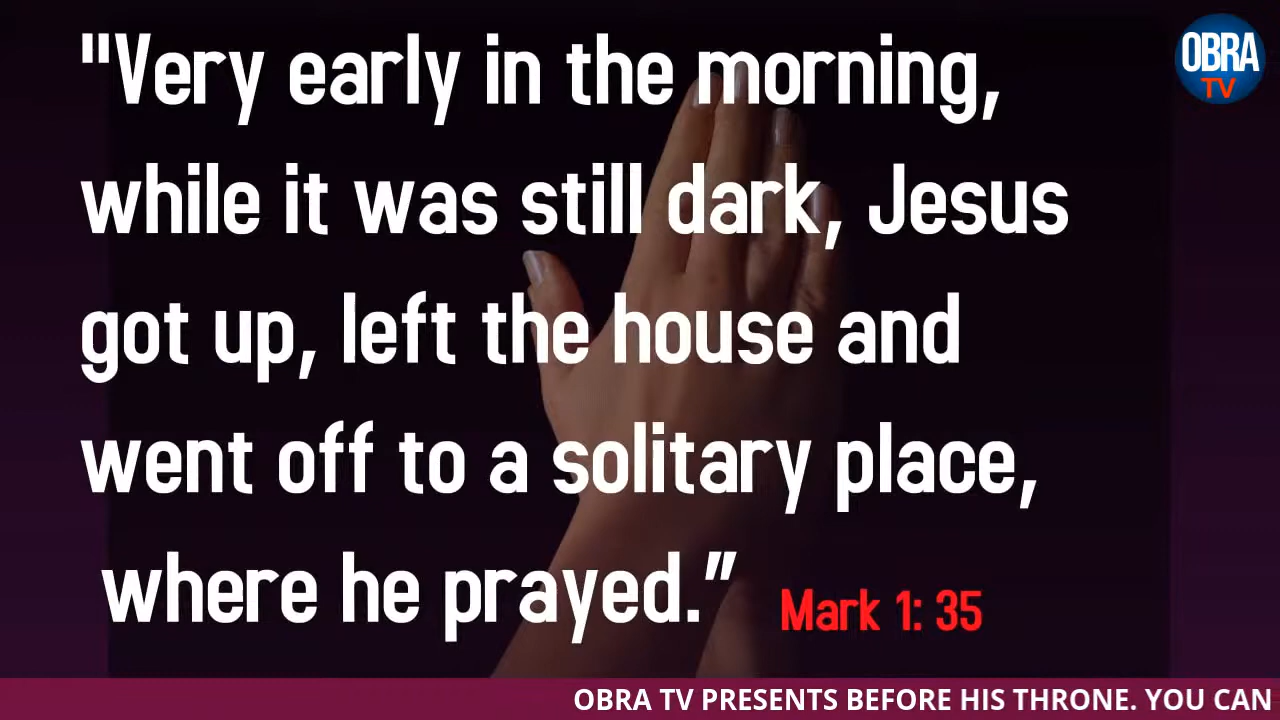 OBRA
TV
"Very early in the morning,
while it was still dark, Jesus
got up, left the house and
went off to a solitary place,
where he prayed.”
Mark 1: 35
OBRA TV PRESENTS BEFORE HIS THRONE. YOU CAN